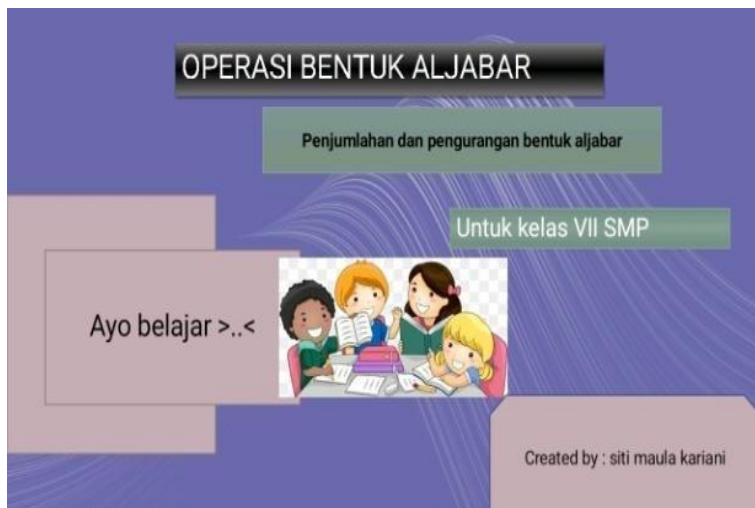 OPERASI BENTUK ALJABAR
Penjumlahan dan pengurangan bentuk aljabar
Untuk kelas VII SMP
Ayo belajar >..<
Created by : siti maula kariani